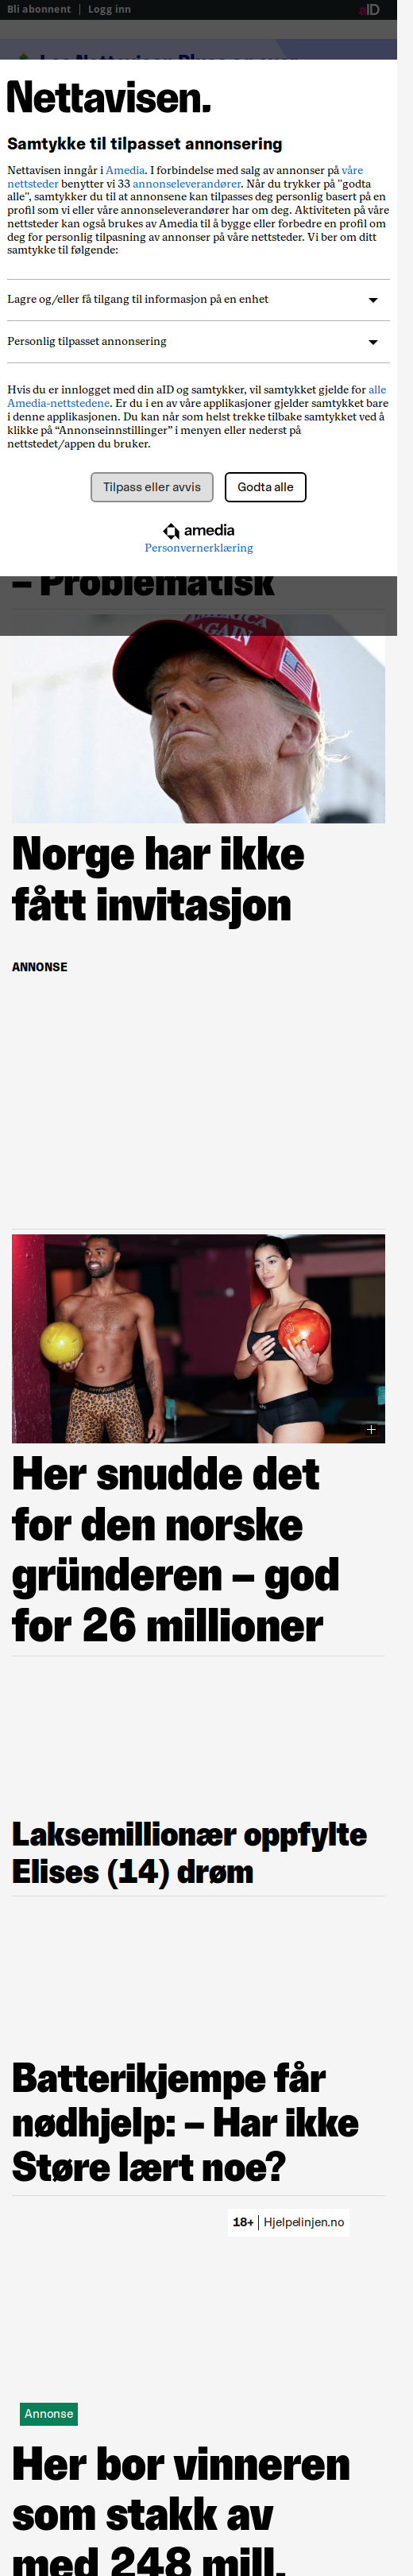 Bli abonnent | Logg inn
aID
Nettavisen.
Samtykke til tilpasset annonsering
Nettavisen inngår i Amedia. I forbindelse med salg av annonser på våre
nettsteder benytter vi 33 annonseleverandører. Når du trykker på "godta
alle", samtykker du til at annonsene kan tilpasses deg personlig basert på en
profil som vi eller våre annonseleverandører har om deg. Aktiviteten på våre
nettsteder kan også brukes av Amedia til å bygge eller forbedre en profil om
deg for personlig tilpasning av annonser på våre nettsteder. Vi ber om ditt
samtykke til følgende:
Lagre og/eller få tilgang til informasjon på en enhet
Personlig tilpasset annonsering
Hvis du er innlogget med din aID og samtykker, vil samtykket gjelde for alle
Amedia-nettstedene. Er du i en av våre applikasjoner gjelder samtykket bare
i denne applikasjonen. Du kan når som helst trekke tilbake samtykket ved å
klikke på “Annonseinnstillinger” i menyen eller nederst på
nettstedet/appen du bruker.
Tilpass eller avvis
Godta alle
amedia
Personvernerklæring
– Problematisk
AMERICA
AGAIN
Norge har ikke
fått invitasjon
ANNONSE
Her snudde det
for den norske
gründeren – god
for 26 millioner
Laksemillionær oppfylte
Elises (14) drøm
Batterikjempe får
nødhjelp: – Har ikke
Støre lært noe?
18+ | Hjelpelinjen.no
Annonse
Her bor vinneren
som stakk av
med 248 mill.